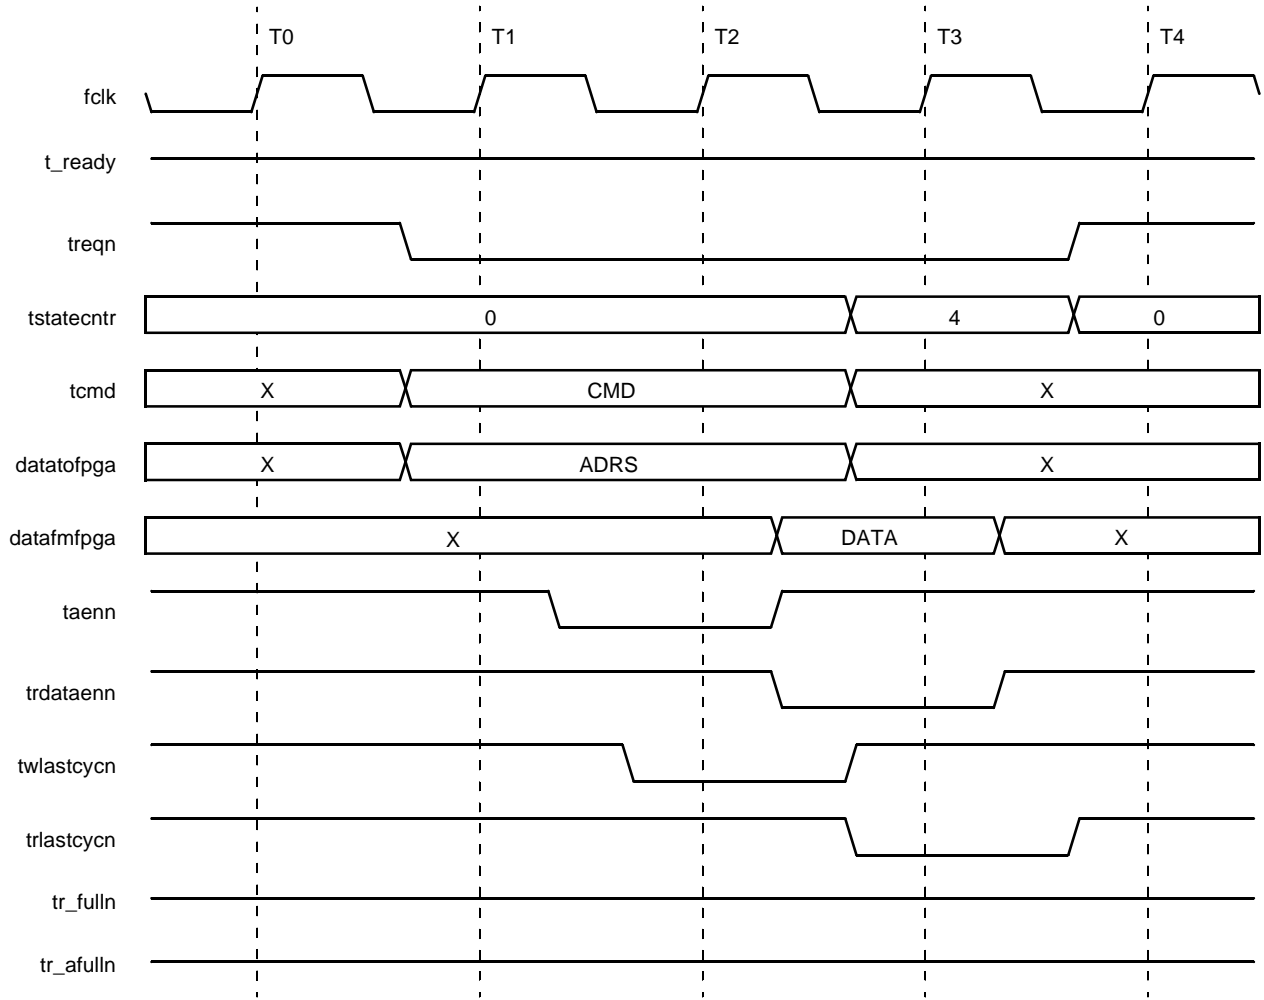 T0 T1 T2 T3 T4
fclk
t_ready
treqn
tstatecntr 0 4 0
tcmd X CMD X
datatofpga X ADRS X
datafmfpga X DATA X
taenn
trdataenn
twlastcycn
trlastcycn
tr_fulln
tr_afulln